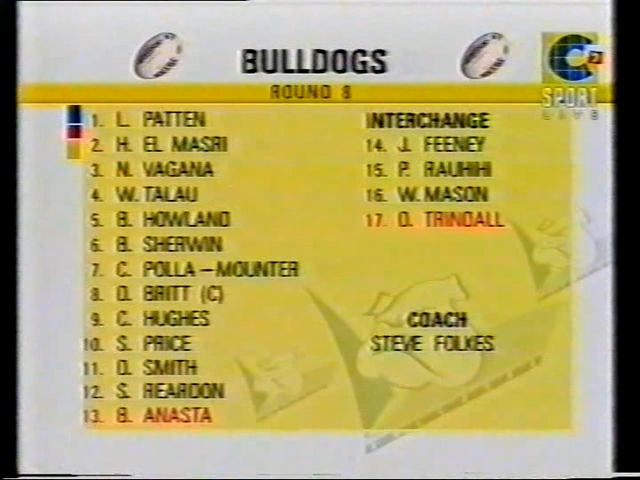 BULLDOGS
ROUND 8
C7
SPORT
LIVE
1. L. PATTEN
2. H. EL MASRI
3. N. VAGANA
4. W. TALAU
5. B. HOWLAND
6. B. SHERWIN
7. C. POLLA-MOUNTER
8. D. BRITT (C)
9. C. HUGHES
10. S. PRICE
11. D. SMITH
12. S. REARDON
13. B. ANASTA
INTERCHANGE
14. J. FEENEY
15. P. RAUHIHI
16. W. MASON
17. D. TRINDALL
COACH
STEVE FOLKES